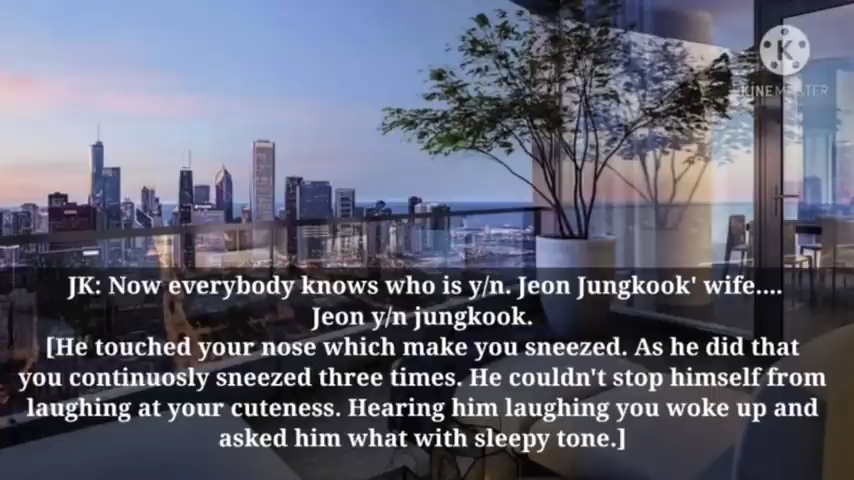 K
KINEMASTER
JK: Now everybody knows who is y/n. Jeon Jungkook' wife....
Jeon y/n jungkook.
[He touched your nose which make you sneezed. As he did that
you continuosly sneezed three times. He couldn't stop himself from
laughing at your cuteness. Hearing him laughing you woke up and
asked him what with sleepy tone.]